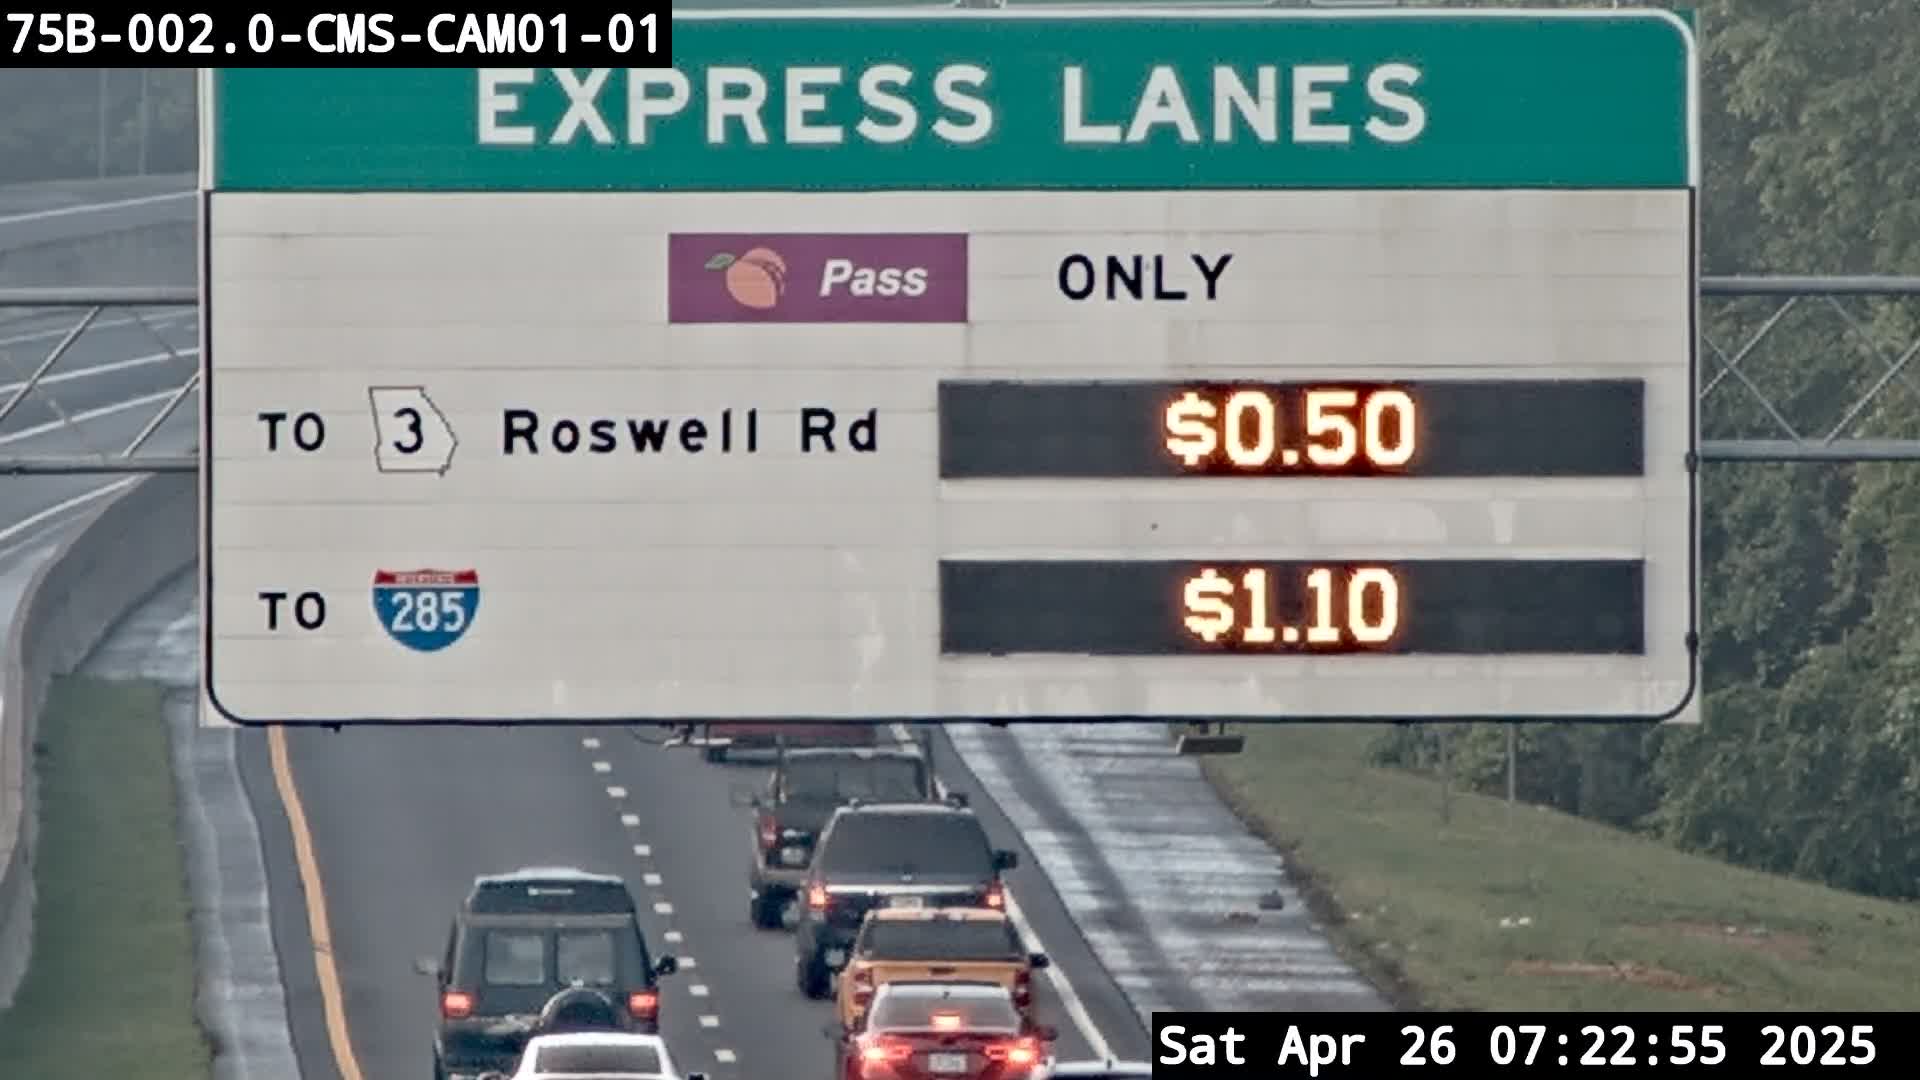 75B-002.0-CMS-CAM01-01
EXPRESS LANES
Pass ONLY
TO 3 Roswell Rd $0.50
TO 285 $1.10
Sat Apr 26 07:22:55 2025